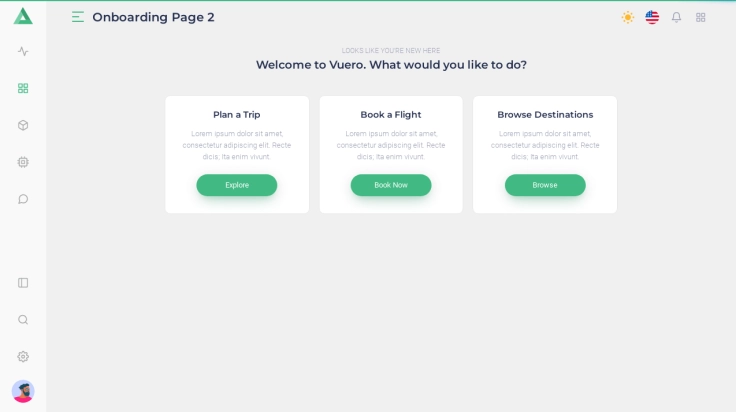 Onboarding Page 2
LOOKS LIKE YOU'RE NEW HERE
Welcome to Vuero. What would you like to do?
Plan a Trip
Lorem ipsum dolor sit amet,
consectetur adipiscing elit. Recte
dicis; Ita enim vivunt.
Explore
Book a Flight
Lorem ipsum dolor sit amet,
consectetur adipiscing elit. Recte
dicis; Ita enim vivunt.
Book Now
Browse Destinations
Lorem ipsum dolor sit amet,
consectetur adipiscing elit. Recte
dicis; Ita enim vivunt.
Browse